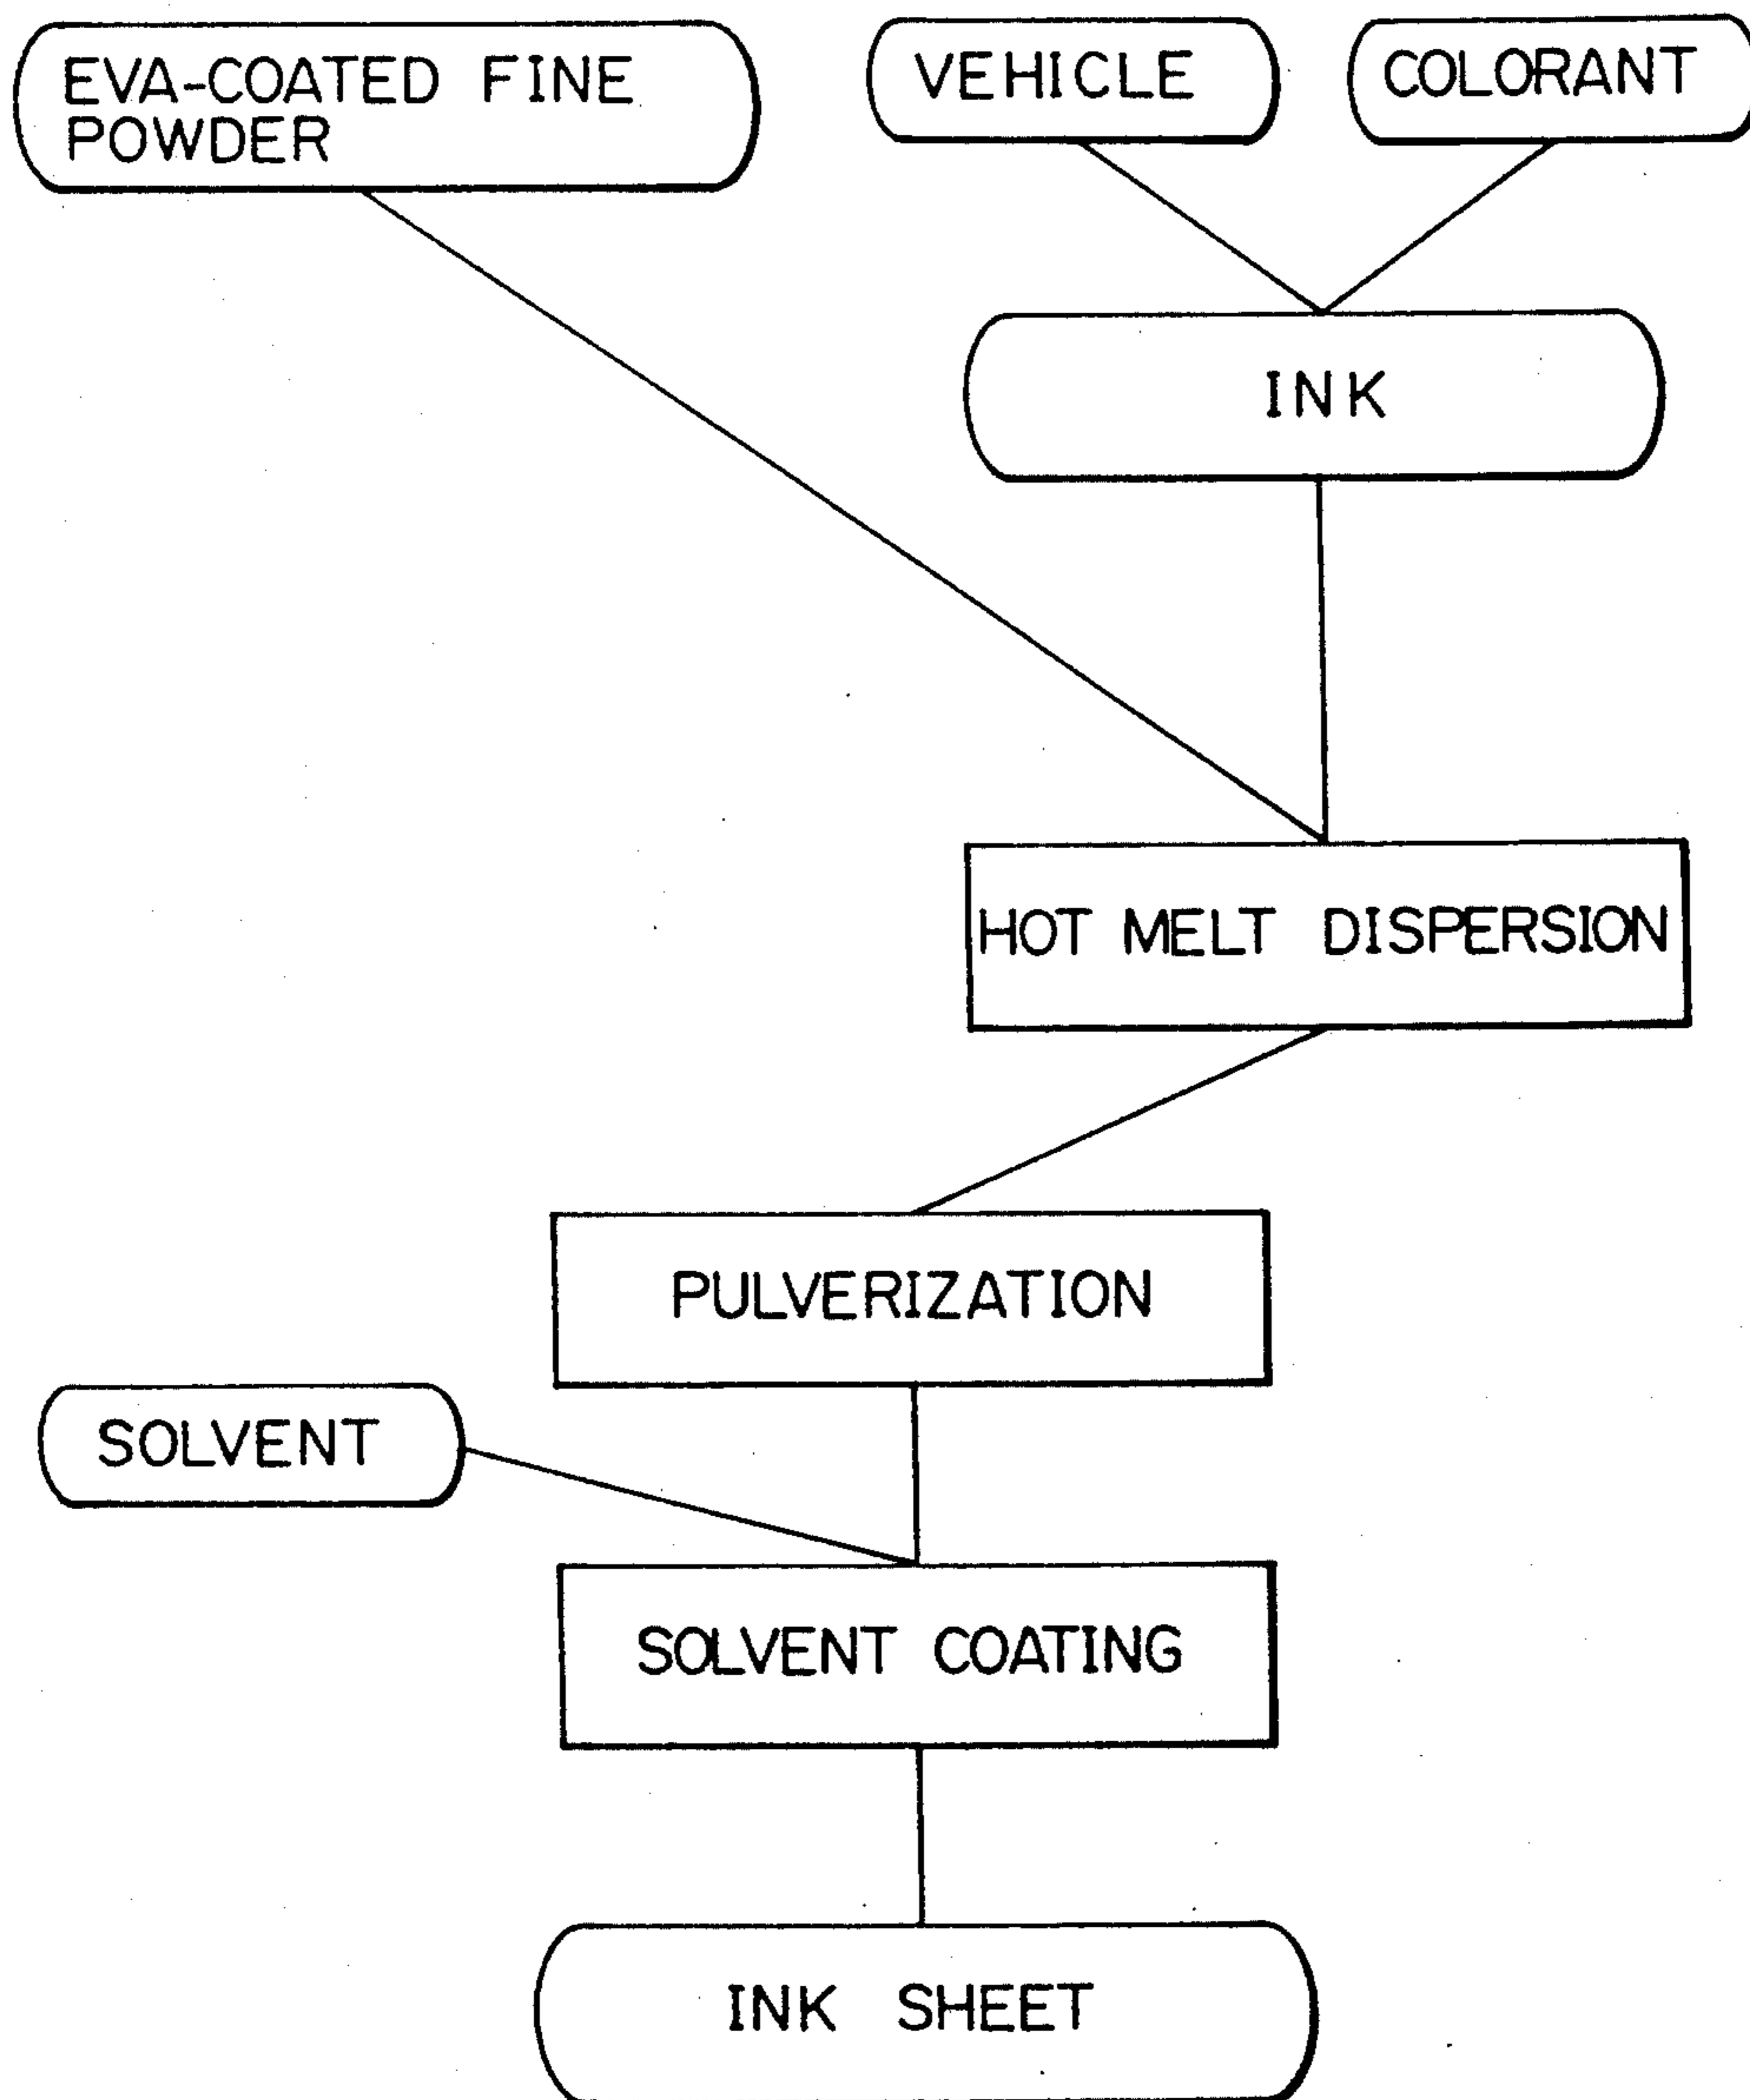 EVA-COATED FINE
POWDER
VEHICLE
COLORANT
INK
HOT MELT DISPERSION
PULVERIZATION
SOLVENT
SOLVENT COATING
INK SHEET